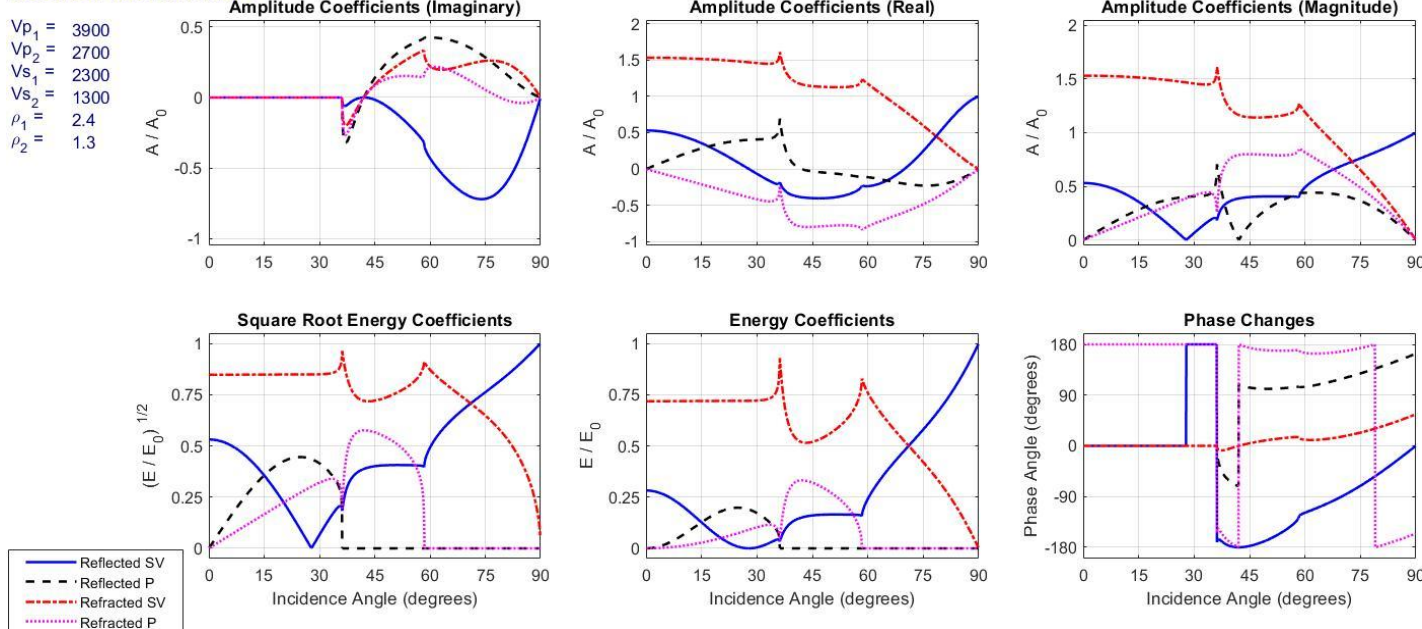 Vp1 = 3900
Vp2 = 2700
Vs1 = 2300
Vs2 = 1300
ρ1 = 2.4
ρ2 = 1.3
Amplitude Coefficients (Imaginary)
A / A0
0.5
0
-0.5
-1
0 15 30 45 60 75 90
Amplitude Coefficients (Real)
A / A0
2
1.5
1
0.5
0
-0.5
-1
0 15 30 45 60 75 90
Amplitude Coefficients (Magnitude)
A / A0
2
1.5
1
0.5
0
0 15 30 45 60 75 90
Square Root Energy Coefficients
(E / E0) 1/2
1
0.75
0.5
0.25
0
0 15 30 45 60 75 90
Incidence Angle (degrees)
Energy Coefficients
E / E0
1
0.75
0.5
0.25
0
0 15 30 45 60 75 90
Incidence Angle (degrees)
Phase Changes
Phase Angle (degrees)
180
90
0
-90
-180
0 15 30 45 60 75 90
Incidence Angle (degrees)
Reflected SV
Reflected P
Refracted SV
Refracted P